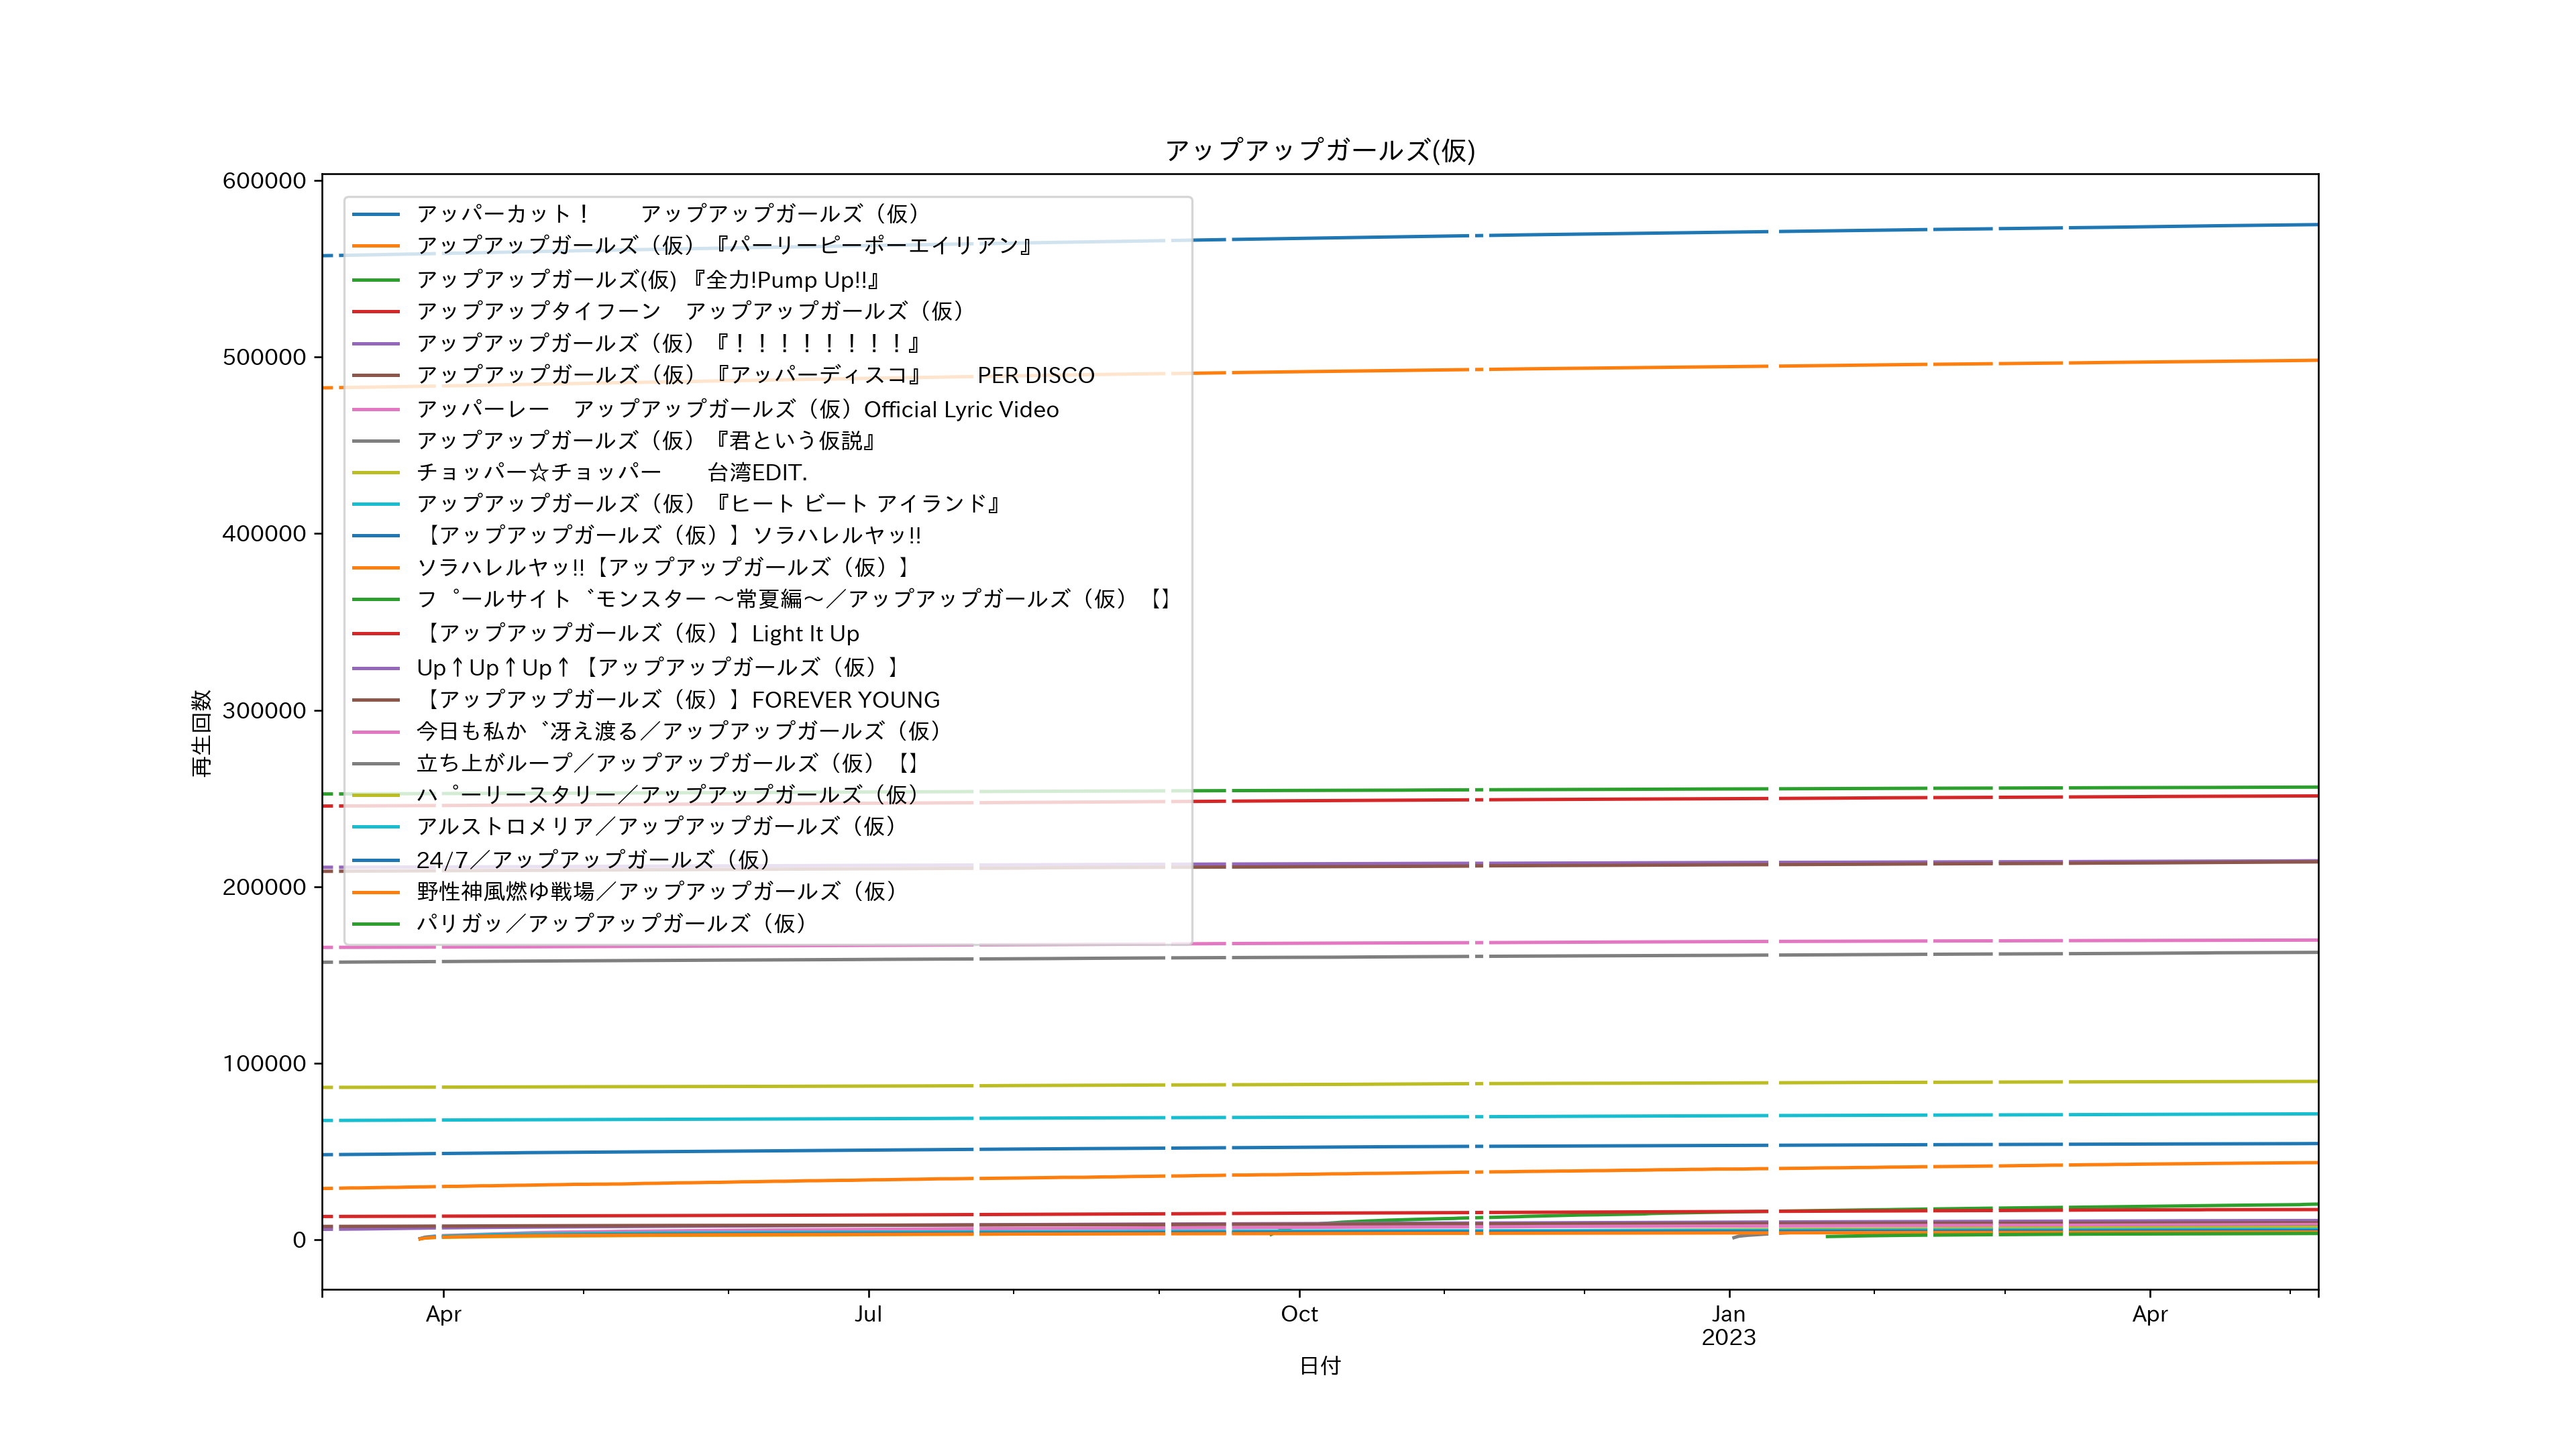 アップアップガールズ(仮)
600000
500000
400000
300000
200000
100000
0
再生回数
アッパーカット！　　アップアップガールズ（仮）
アップアップガールズ（仮）『パーリーピーポーエイリアン』
アップアップガールズ(仮) 『全力!Pump Up!!』
アップアップタイフーン　アップアップガールズ（仮）
アップアップガールズ（仮）『！！！！！！！！』
アップアップガールズ（仮）『アッパーディスコ』　　PER DISCO
アッパーレー　アップアップガールズ（仮）Official Lyric Video
アップアップガールズ（仮）『君という仮説』
チョッパー☆チョッパー　　台湾EDIT.
アップアップガールズ（仮）『ヒート ビート アイランド』
【アップアップガールズ（仮）】ソラハレルヤッ!!
ソラハレルヤッ!!【アップアップガールズ（仮）】
フ゜ールサイト゛モンスター ～常夏編～／アップアップガールズ（仮）【】
【アップアップガールズ（仮）】Light It Up
Up↑Up↑Up↑【アップアップガールズ（仮）】
【アップアップガールズ（仮）】FOREVER YOUNG
今日も私か゛冴え渡る／アップアップガールズ（仮）
立ち上がループ／アップアップガールズ（仮）【】
ハ゜ーリースタリー／アップアップガールズ（仮）
アルストロメリア／アップアップガールズ（仮）
24/7／アップアップガールズ（仮）
野性神風燃ゆ戦場／アップアップガールズ（仮）
パリガッ／アップアップガールズ（仮）
Apr
Jul
Oct
Jan
2023
Apr
日付